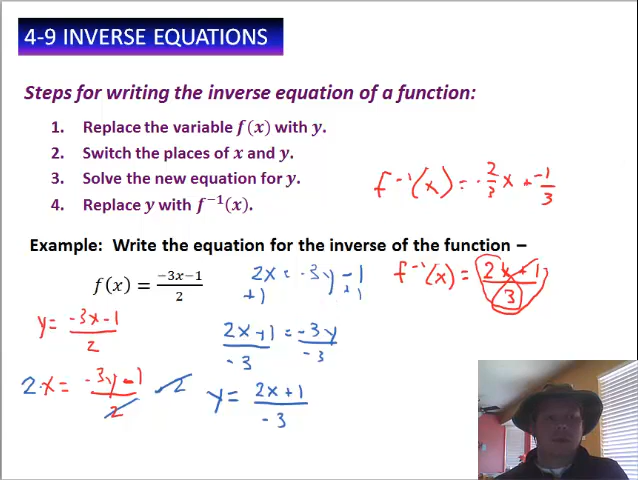 4-9 INVERSE EQUATIONS
Steps for writing the inverse equation of a function:
1. Replace the variable f(x) with y.
2. Switch the places of x and y.
3. Solve the new equation for y.
4. Replace y with f⁻¹(x).
f⁻¹(x) = -2/3 x + -1/3
Example: Write the equation for the inverse of the function –
f(x) = (-3x-1)/2
2x = -3y - 1
+1 +1
f⁻¹(x) = (2x+1)/3
y = (-3x-1)/2
(2x+1)/-3 = (-3y)/-3
2·x = (-3y-1)/2 ·2
y = (2x+1)/-3